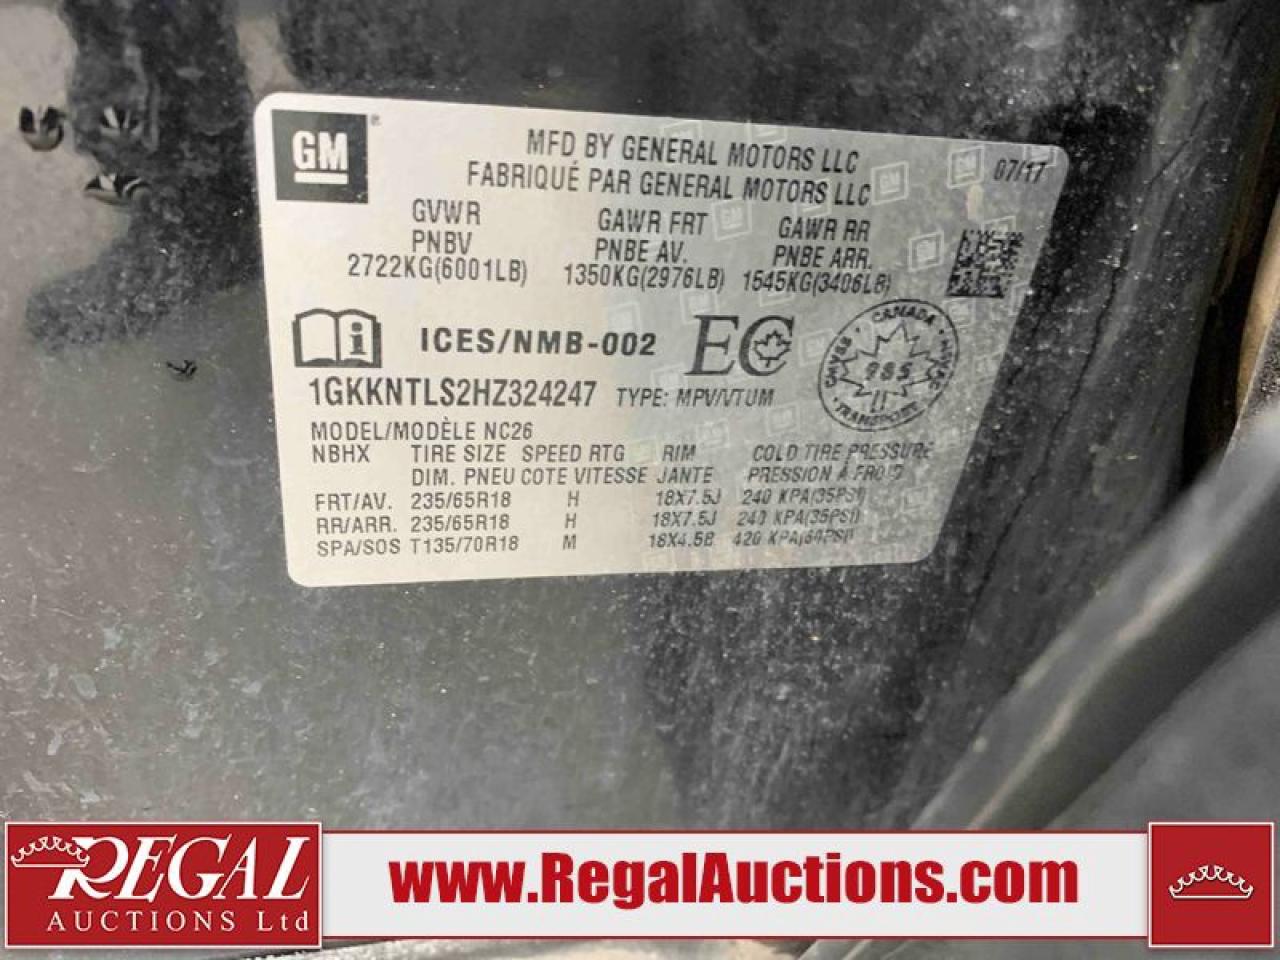 GM
MFD BY GENERAL MOTORS LLC 07/17
FABRIQUÉ PAR GENERAL MOTORS LLC
GVWR GAWR FRT GAWR RR
PNBV PNBE AV. PNBE ARR.
2722KG(6001LB) 1350KG(2976LB) 1545KG(3406LB)
i ICES/NMB-002 EC
CANADA
TRANSPORT
1GKKNTLS2HZ324247 TYPE: MPV/VTUM
MODEL/MODÈLE NC26
NBHX TIRE SIZE SPEED RTG RIM COLD TIRE PRESSURE
DIM. PNEU COTE VITESSE JANTE PRESSION À FROID
FRT/AV. 235/65R18 H 18X7.5J 240 KPA(35PSI)
RR/ARR. 235/65R18 H 18X7.5J 240 KPA(35PSI)
SPA/SOS T135/70R18 M 18X4.5B 420 KPA(60PSI)
REGAL
AUCTIONS Ltd
www.RegalAuctions.com